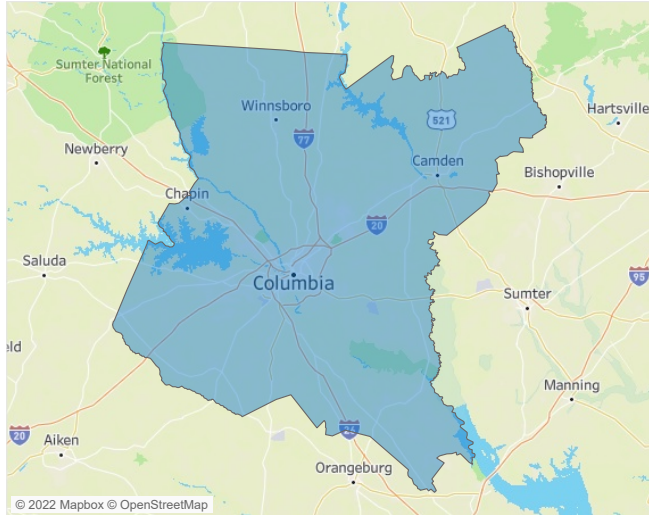 Sumter National
Forest
Winnsboro
77
521
Hartsville
Newberry
Camden
Bishopville
Chapin
20
Saluda
Columbia
95
Sumter
eld
Manning
20
26
Aiken
Orangeburg
© 2022 Mapbox © OpenStreetMap